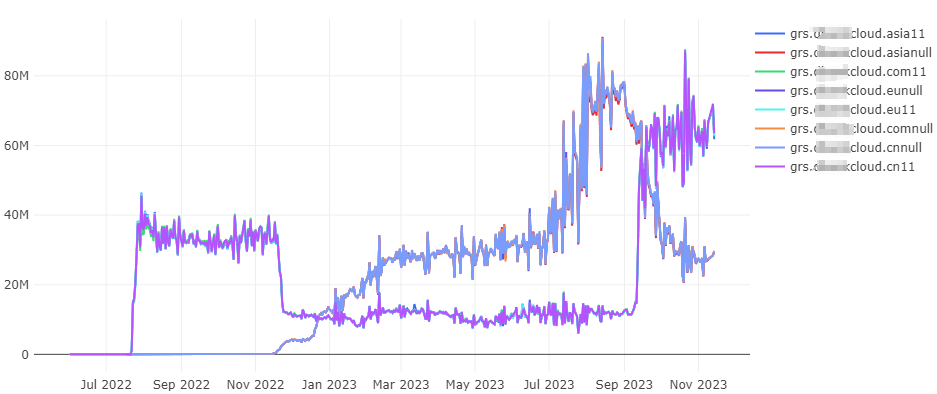 80M
60M
40M
20M
0
Jul 2022 Sep 2022 Nov 2022 Jan 2023 Mar 2023 May 2023 Jul 2023 Sep 2023 Nov 2023
grs. cloud.asia11
grs. cloud.asianull
grs. cloud.com11
grs. cloud.eunull
grs. cloud.eu11
grs. cloud.comnull
grs. cloud.cnnull
grs. cloud.cn11